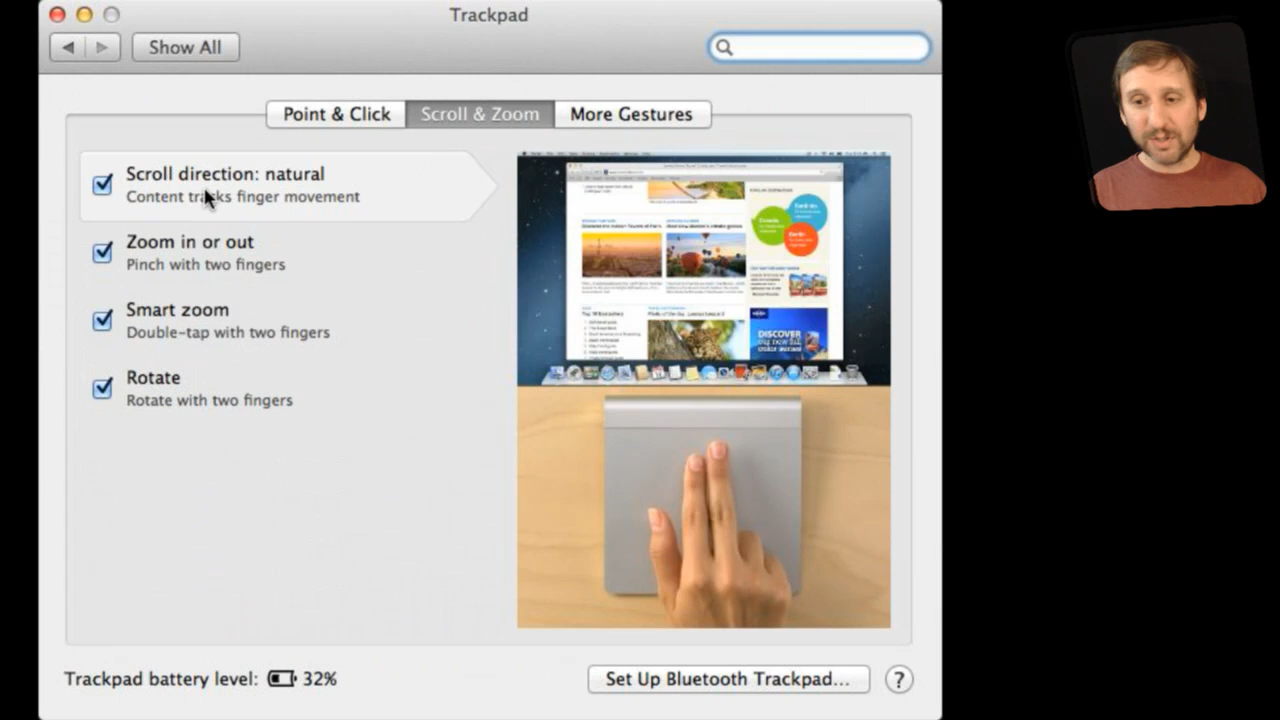 Trackpad
Show All
Point & Click
Scroll & Zoom
More Gestures
Scroll direction: natural
Content tracks finger movement
Zoom in or out
Pinch with two fingers
Smart zoom
Double-tap with two fingers
Rotate
Rotate with two fingers
DISCOVER
Trackpad battery level: 32%
Set Up Bluetooth Trackpad...
?